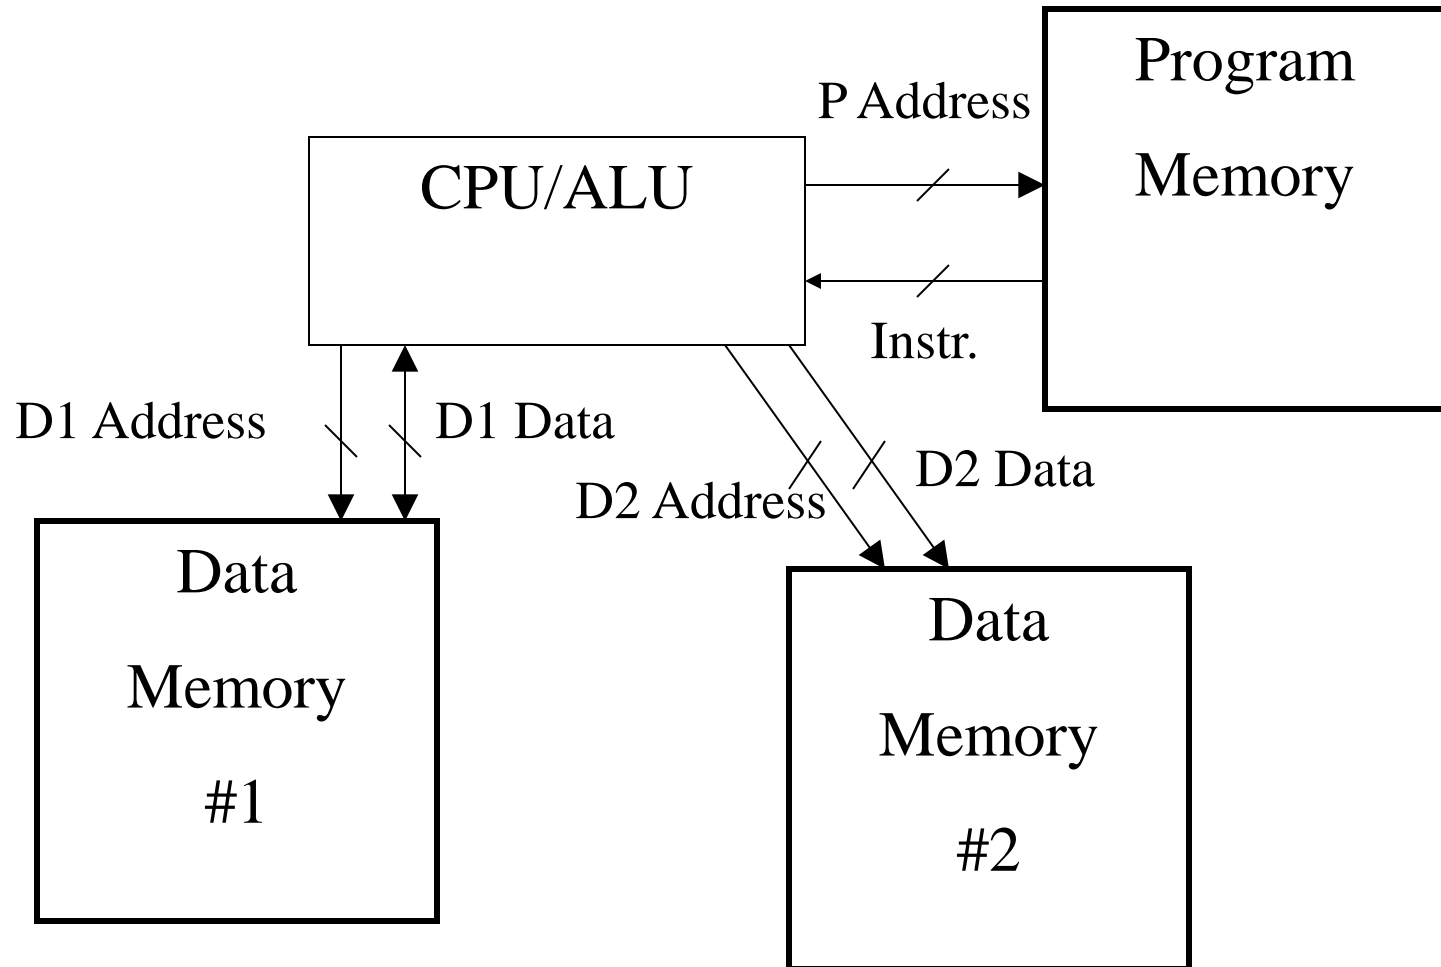 Program
Memory
P Address
CPU/ALU
Instr.
D1 Address
D1 Data
D2 Data
D2 Address
Data
Memory
#1
Data
Memory
#2